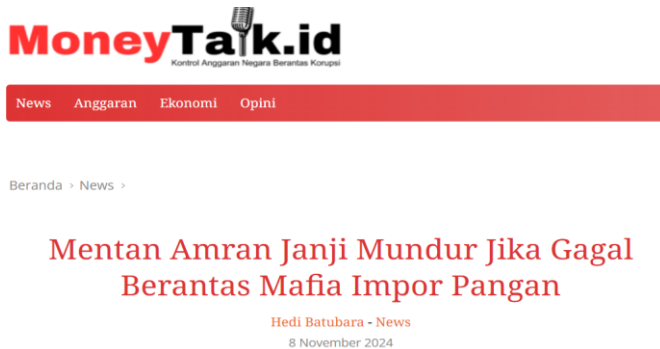 MoneyTalk.id
Kontrol Anggaran Negara Berantas Korupsi
News Anggaran Ekonomi Opini
Beranda > News >
Mentan Amran Janji Mundur Jika Gagal
Berantas Mafia Impor Pangan
Hedi Batubara - News
8 November 2024